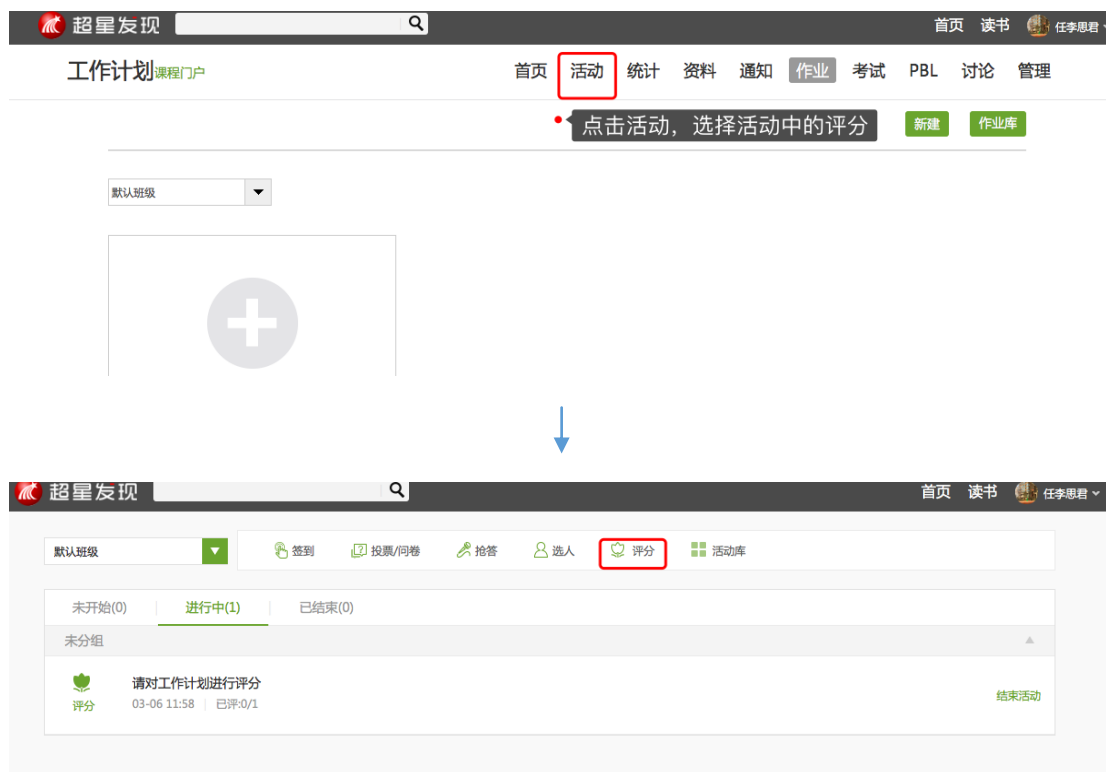 超星发现 首页 读书 任李思君
工作计划课程门户 首页 活动 统计 资料 通知 作业 考试 PBL 讨论 管理
点击活动，选择活动中的评分 新建 作业库
默认班级
超星发现 首页 读书 任李思君
默认班级 签到 投票/问卷 抢答 选人 评分 活动库
未开始(0) 进行中(1) 已结束(0)
未分组
请对工作计划进行评分
评分 03-06 11:58 已评:0/1 结束活动